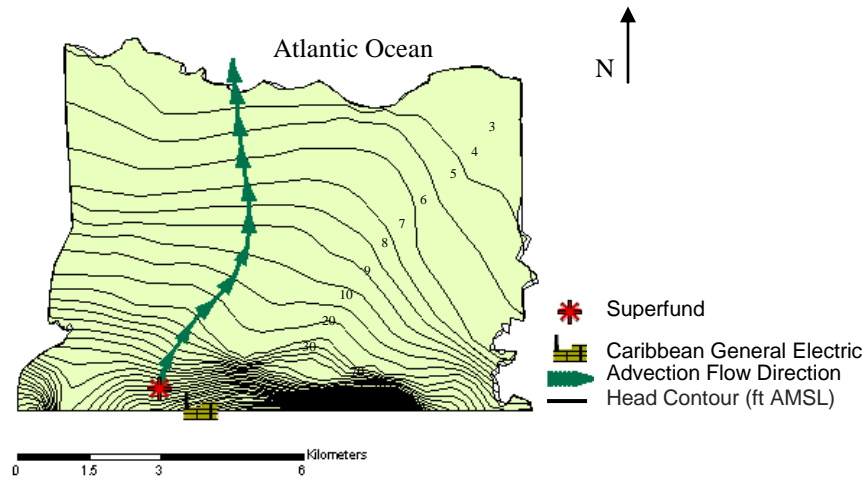 Atlantic Ocean
N
3
4
5
6
7
8
9
10
20
30
Superfund
Caribbean General Electric
Advection Flow Direction
Head Contour (ft AMSL)
Kilometers
0 1.5 3 6